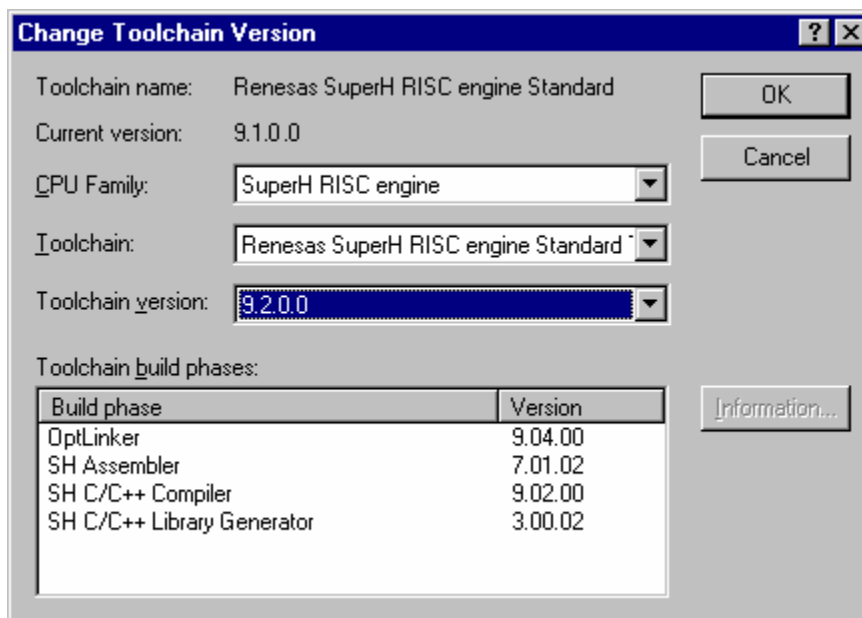 Change Toolchain Version
Toolchain name: Renesas SuperH RISC engine Standard
OK
Current version: 9.1.0.0
Cancel
CPU Family: SuperH RISC engine
Toolchain: Renesas SuperH RISC engine Standard
Toolchain version: 9.2.0.0
Toolchain build phases:
Build phase Version
Information...
OptLinker 9.04.00
SH Assembler 7.01.02
SH C/C++ Compiler 9.02.00
SH C/C++ Library Generator 3.00.02